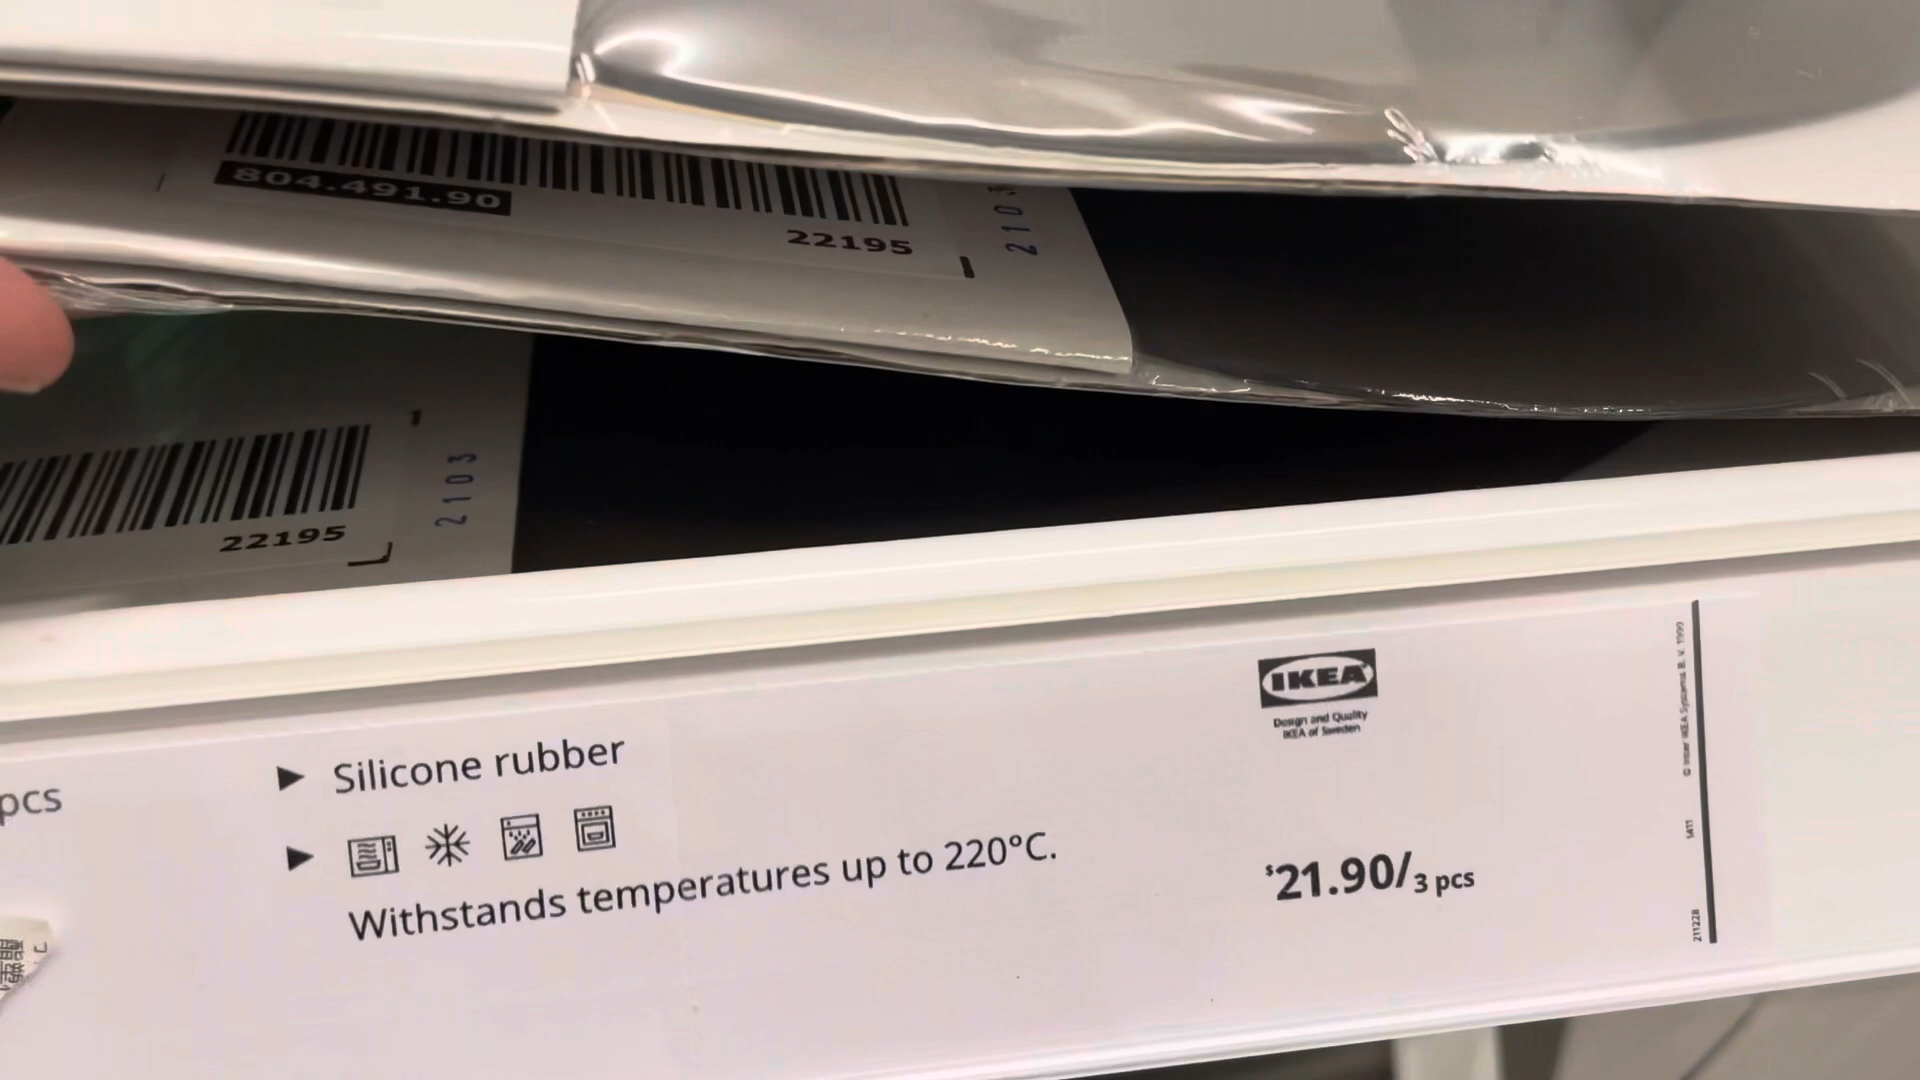 804.491.90
22195
2103
22195
IKEA
Design and Quality
IKEA of Sweden
pcs
Silicone rubber
Withstands temperatures up to 220°C.
$21.90/3 pcs
© Inter IKEA Systems B. V. 1999
1411
211228